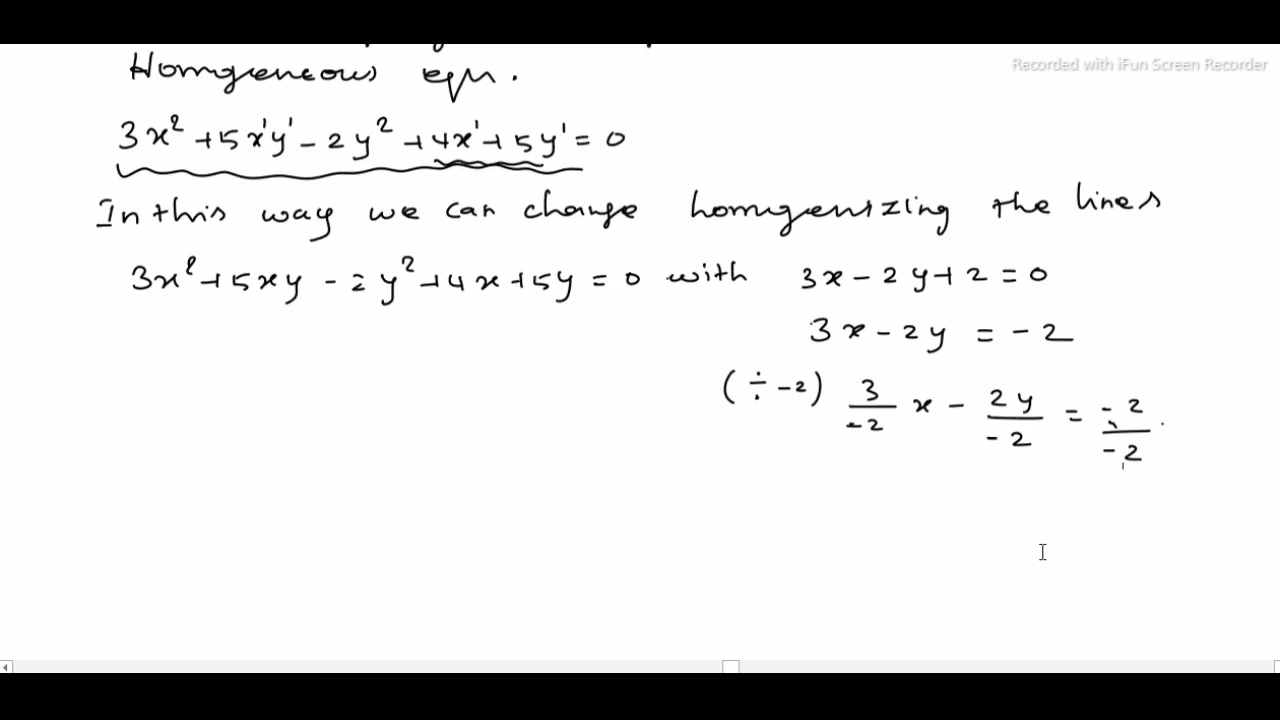 Recorded with iFun Screen Recorder
Homgeneous eqn.
3x² + 5x'y' - 2y² + 4x' + 5y' = 0
In this way we can change homgenizing the lines
3x² + 5xy - 2y² + 4x + 5y = 0 with 3x - 2y + 2 = 0
3x - 2y = -2
(÷ -2) 3/-2 x - 2y/-2 = -2/-2